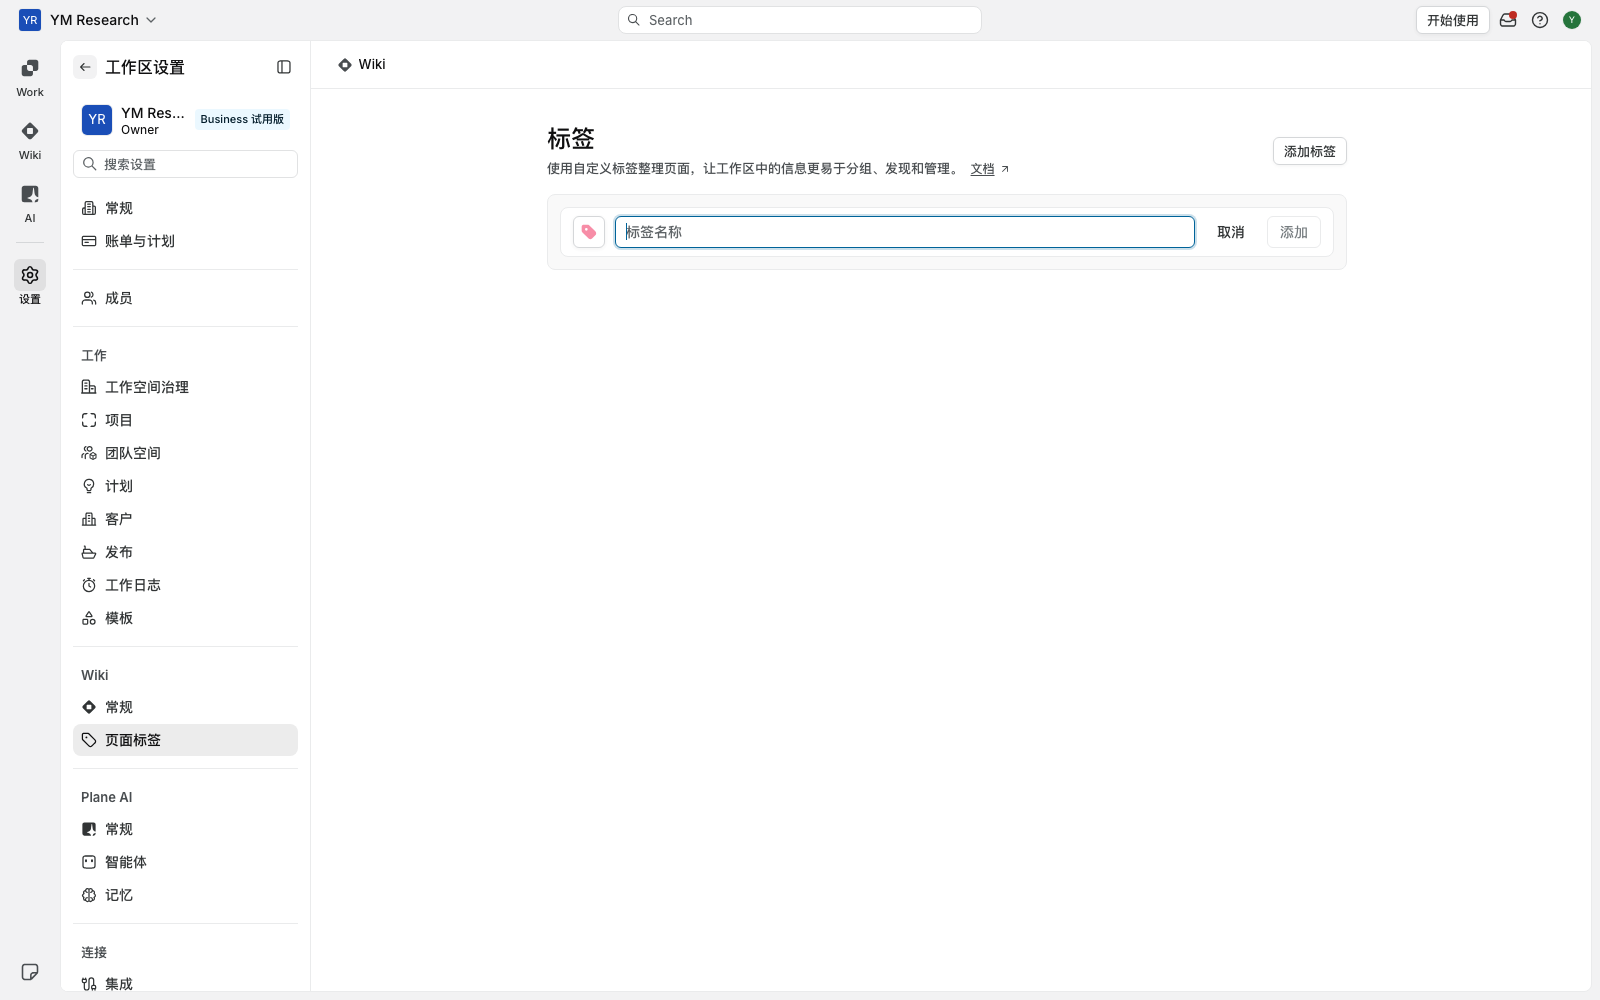 YR YM Research
Search
开始使用
Y
Work
Wiki
AI
设置
工作区设置
YR
YM Res...
Owner
Business 试用版
搜索设置
常规
账单与计划
成员
工作
工作空间治理
项目
团队空间
计划
客户
发布
工作日志
模板
Wiki
常规
页面标签
Plane AI
常规
智能体
记忆
连接
集成
Wiki
标签
使用自定义标签整理页面，让工作区中的信息更易于分组、发现和管理。 文档
添加标签
标签名称
取消
添加